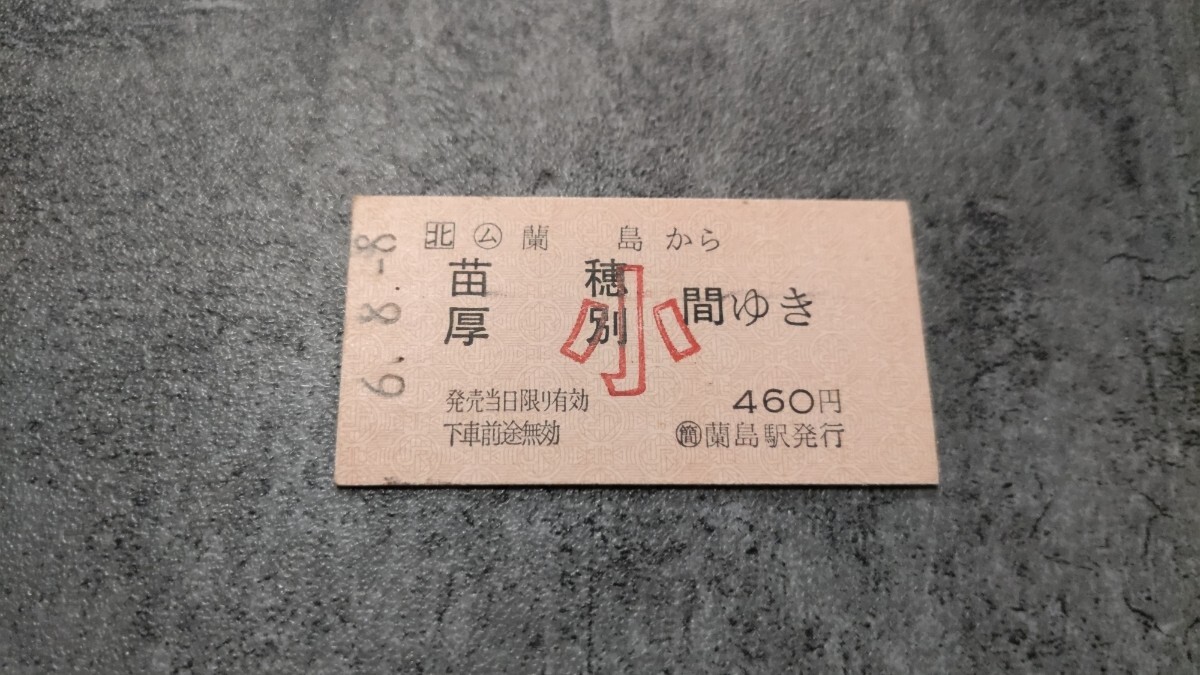 6.-8.-8
北 ム 蘭島から
苗穂
厚別
間ゆき
小
発売当日限り有効 460円
下車前途無効 簡 蘭島駅発行